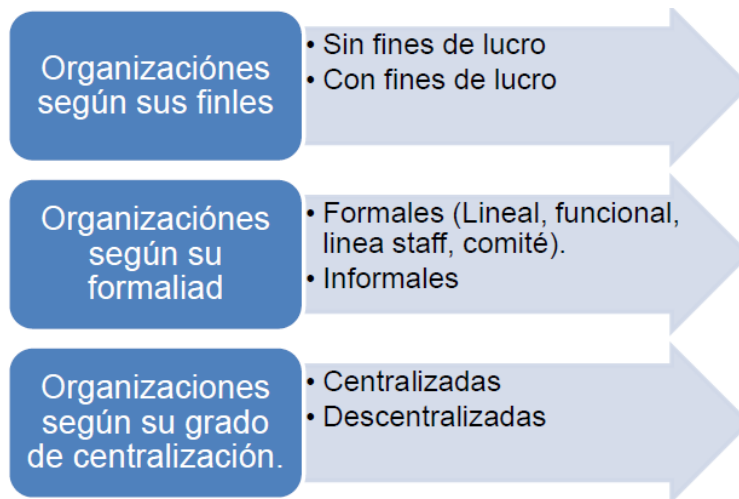 Organizaciónes
según sus finles
• Sin fines de lucro
• Con fines de lucro
Organizaciónes
según su
formaliad
• Formales (Lineal, funcional,
linea staff, comité).
• Informales
Organizaciones
según su grado
de centralización.
• Centralizadas
• Descentralizadas